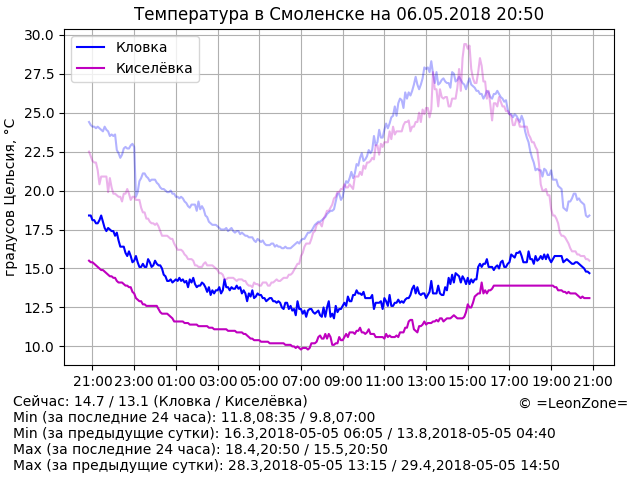 Температура в Смоленске на 06.05.2018 20:50
Кловка
Киселёвка
градусов Цельсия, °C
30.0
27.5
25.0
22.5
20.0
17.5
15.0
12.5
10.0
21:00 23:00 01:00 03:00 05:00 07:00 09:00 11:00 13:00 15:00 17:00 19:00 21:00
Сейчас: 14.7 / 13.1 (Кловка / Киселёвка)
© =LeonZone=
Min (за последние 24 часа): 11.8,08:35 / 9.8,07:00
Min (за предыдущие сутки): 16.3,2018-05-05 06:05 / 13.8,2018-05-05 04:40
Max (за последние 24 часа): 18.4,20:50 / 15.5,20:50
Max (за предыдущие сутки): 28.3,2018-05-05 13:15 / 29.4,2018-05-05 14:50